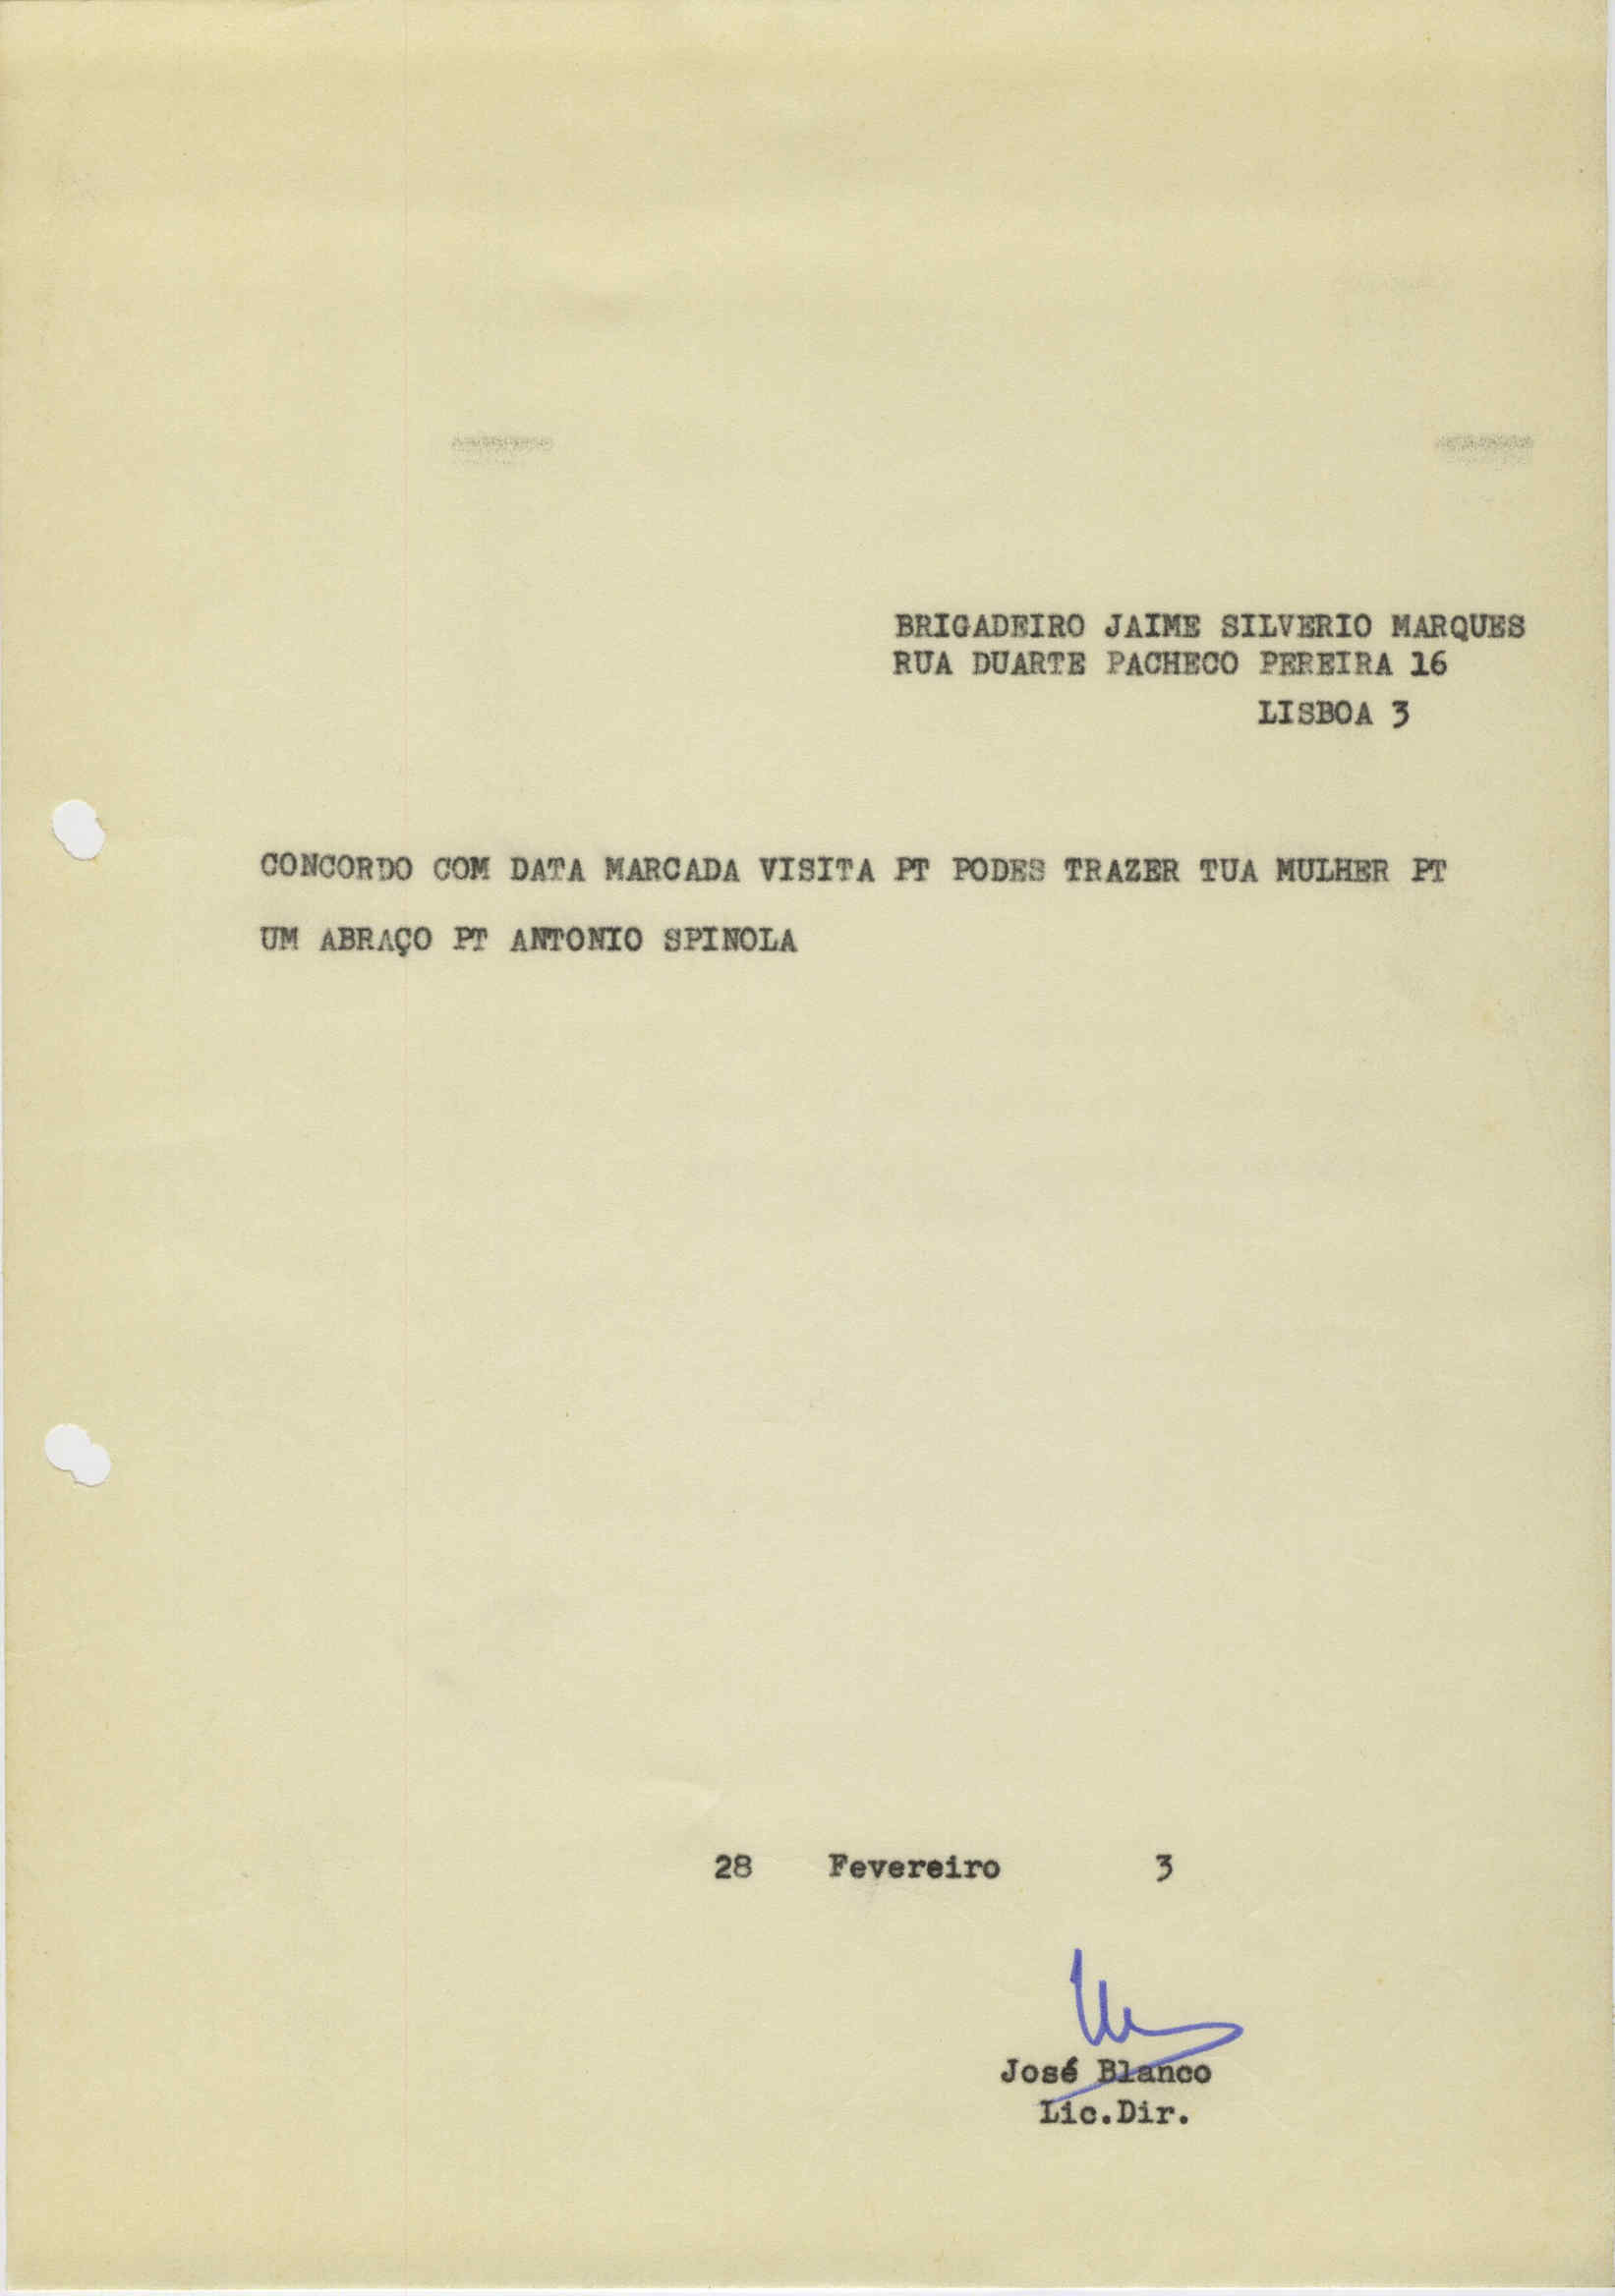 BRIGADEIRO JAIME SILVERIO MARQUES
RUA DUARTE PACHECO PEREIRA 16
LISBOA 3
CONCORDO COM DATA MARCADA VISITA PT PODES TRAZER TUA MULHER PT
UM ABRAÇO PT ANTONIO SPINOLA
28 Fevereiro 3
José Blanco
Lic.Dir.